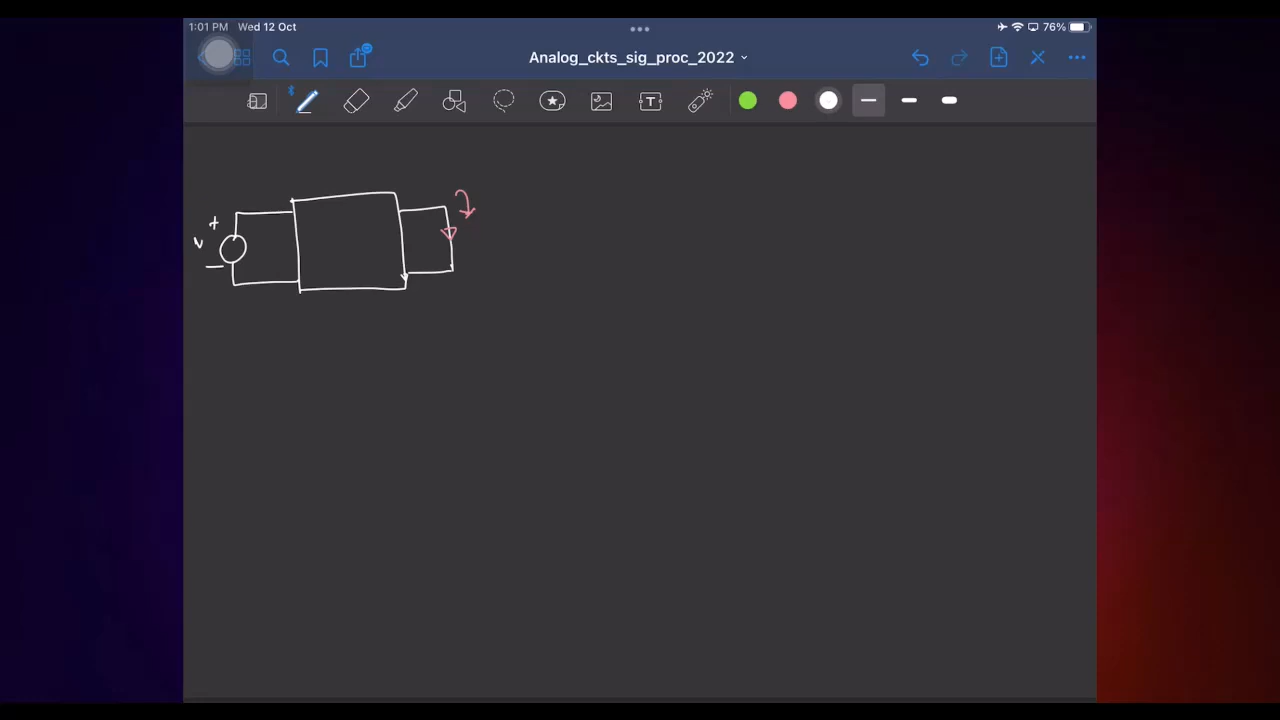 1:01 PM Wed 12 Oct
76%
Analog_ckts_sig_proc_2022
T
+
v
−